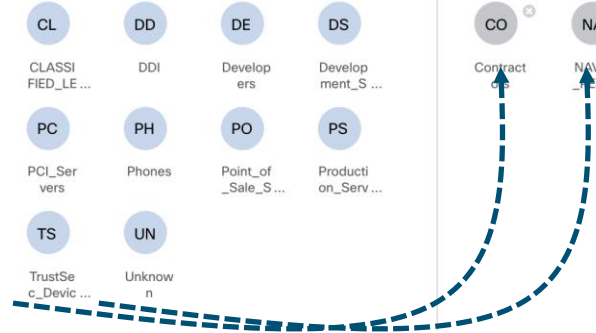 CL DD DE DS CO NA
CLASSI DDI Develop Develop Contract
FIED_LE ... ers ment_S ...
PC PH PO PS
PCI_Ser Phones Point_of Producti
vers _Sale_S ... on_Serv ...
TS UN
TrustSe Unknow
c_Devic ... n